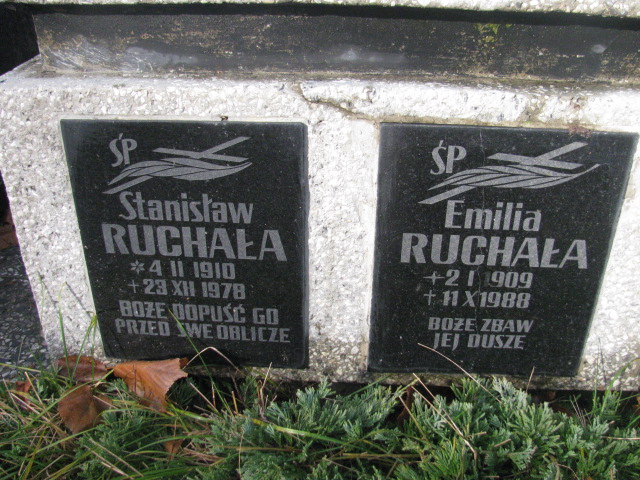 ŚP
Stanisław
RUCHAŁA
* 4 II 1910
+ 23 XII 1978
BOŻE DOPUŚĆ GO
PRZED SWE OBLICZE
ŚP
Emilia
RUCHAŁA
+ 2 I 1909
+ 11 X 1988
BOŻE ZBAW
JEJ DUSZE